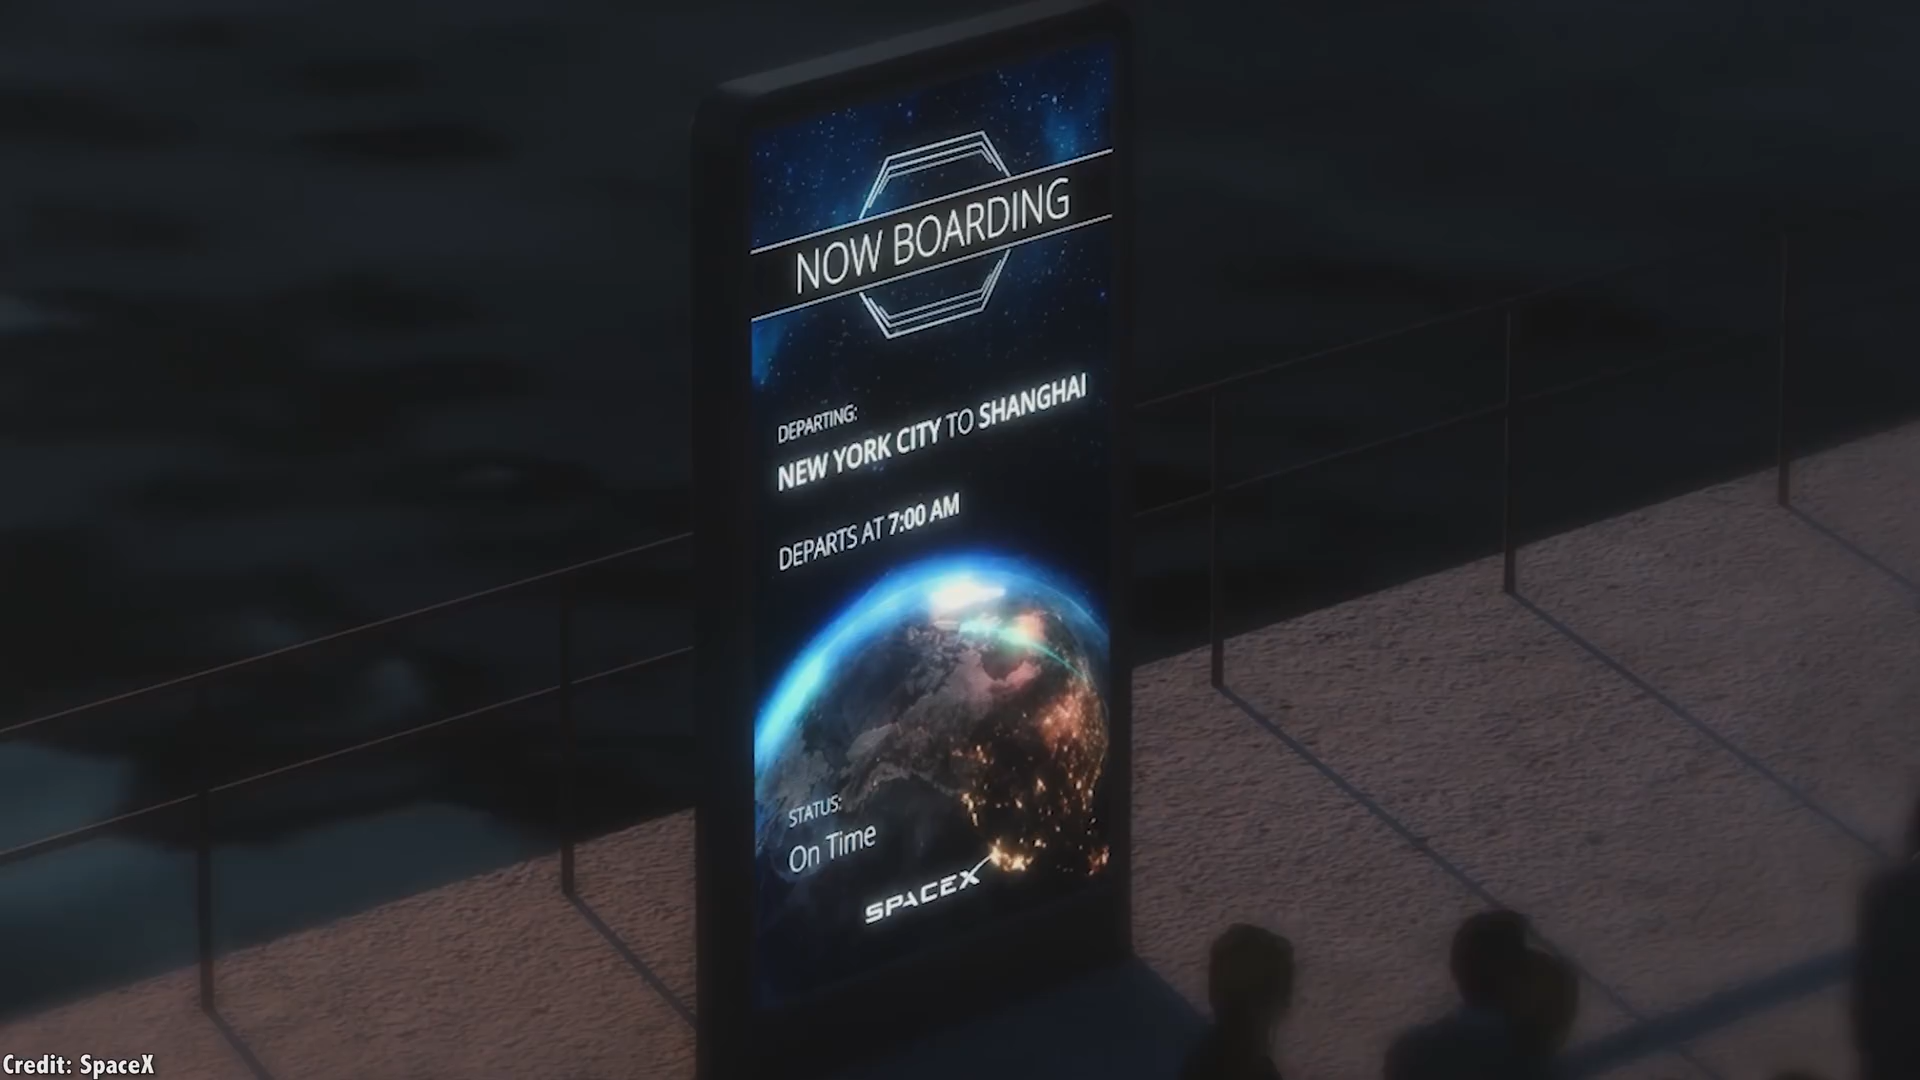 NOW BOARDING
DEPARTING:
NEW YORK CITY TO SHANGHAI
DEPARTS AT 7:00 AM
STATUS:
On Time
SPACEX
Credit: SpaceX